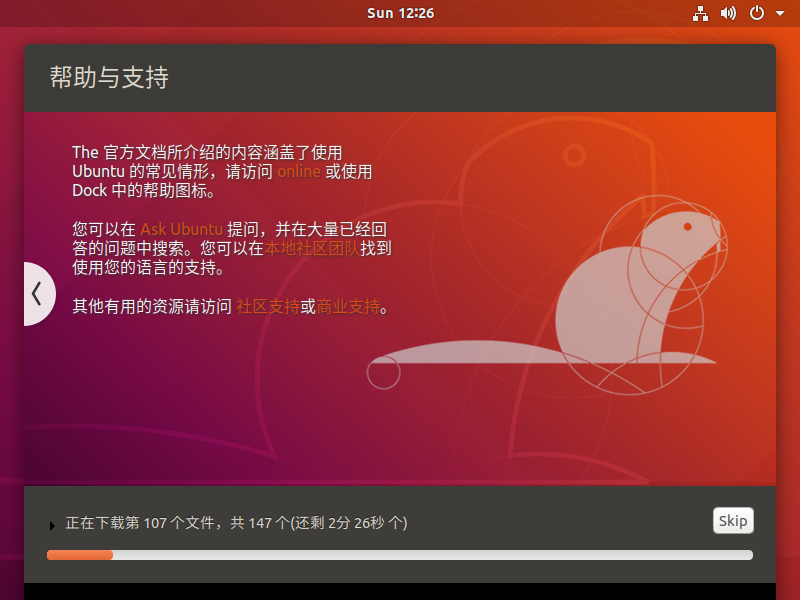 Sun 12:26
帮助与支持
The 官方文档所介绍的内容涵盖了使用
Ubuntu 的常见情形，请访问 online 或使用
Dock 中的帮助图标。
您可以在 Ask Ubuntu 提问，并在大量已经回
答的问题中搜索。您可以在本地社区团队找到
使用您的语言的支持。
其他有用的资源请访问 社区支持或商业支持。
正在下载第 107 个文件，共 147 个(还剩 2分 26秒 个)
Skip